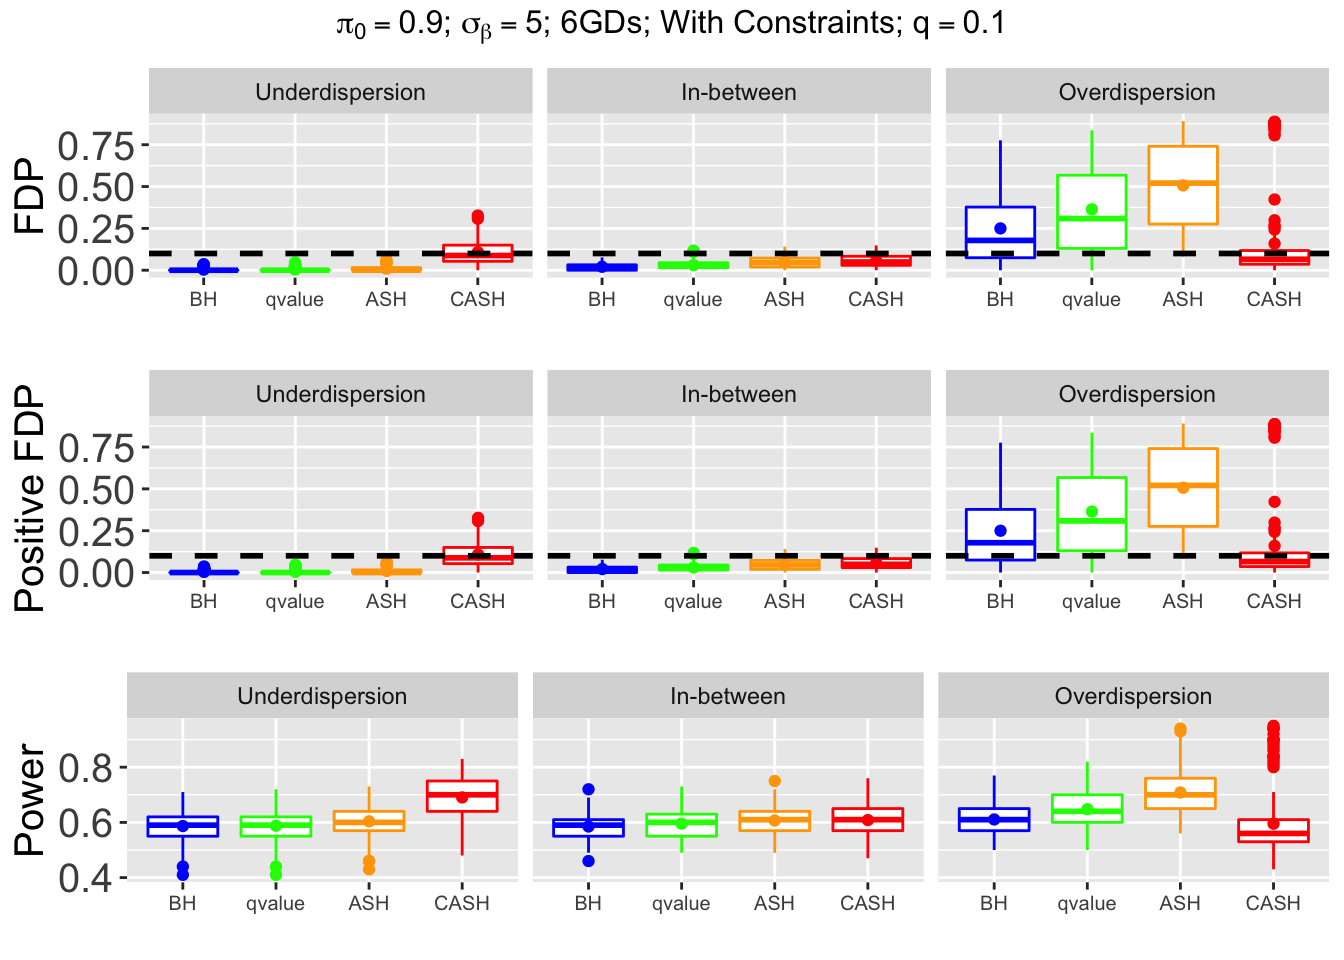 π0 = 0.9; σβ = 5; 6GDs; With Constraints; q = 0.1
Underdispersion In-between Overdispersion
FDP
0.75
0.50
0.25
0.00
BH qvalue ASH CASH BH qvalue ASH CASH BH qvalue ASH CASH
Underdispersion In-between Overdispersion
Positive FDP
0.75
0.50
0.25
0.00
BH qvalue ASH CASH BH qvalue ASH CASH BH qvalue ASH CASH
Underdispersion In-between Overdispersion
Power
0.8
0.6
0.4
BH qvalue ASH CASH BH qvalue ASH CASH BH qvalue ASH CASH